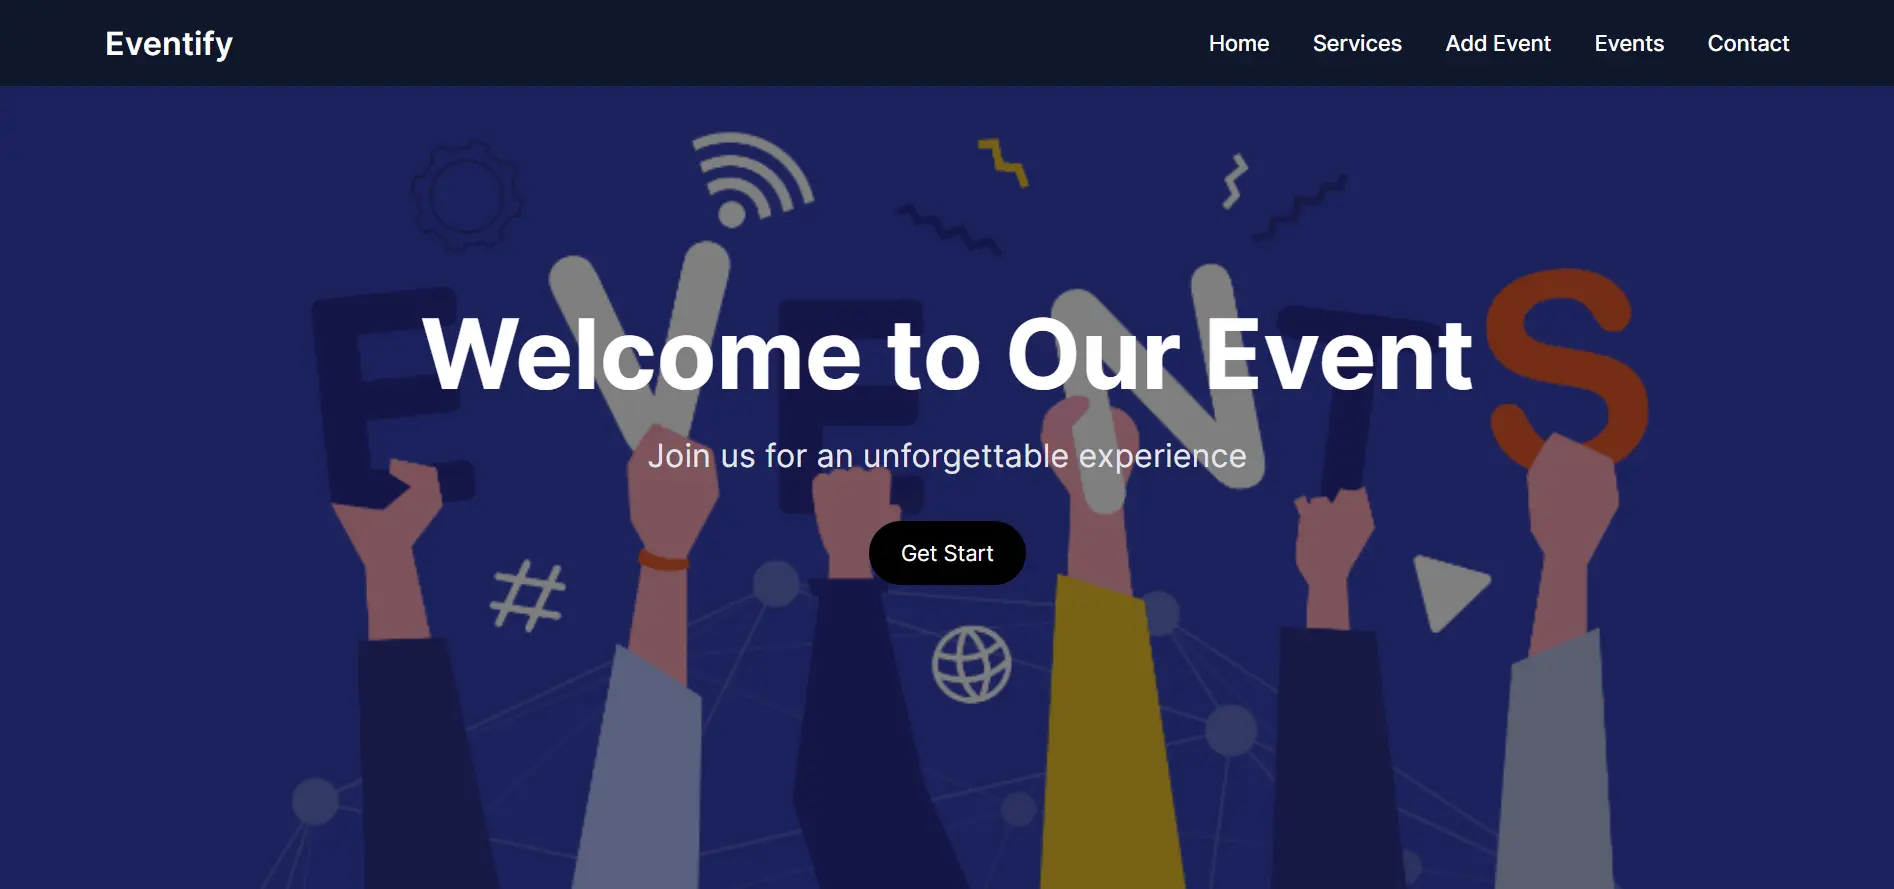 Eventify
Home Services Add Event Events Contact
EVENTS
Welcome to Our Event
Join us for an unforgettable experience
Get Start
#